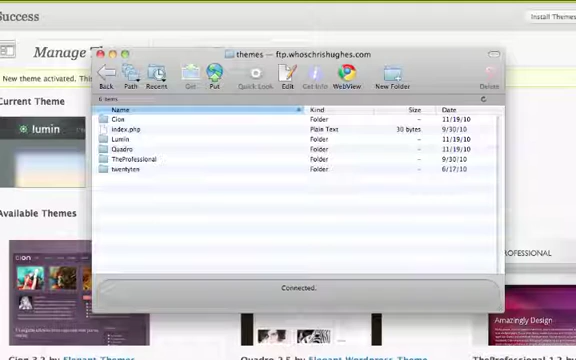 Success
Install Themes
Manage
themes — ftp.whoschrishughes.com
New theme activated. This
Back Path Recent Get Put Quick Look Edit Get Info WebView New Folder Delete
6 items
Current Theme
Name Kind Size Date
Cion Folder -- 11/19/10
index.php Plain Text 30 bytes 9/30/10
lumin
Lumin Folder -- 11/19/10
Quadro Folder -- 11/19/10
TheProfessional Folder -- 9/30/10
twentyten Folder -- 6/17/10
Available Themes
cion
OFESSIONAL
Connected.
Amazingly Design
Cion 3.2 by Elegant Themes
Quadro 2.5 by Elegant WordPress Theme
TheProfessional 1.2 b